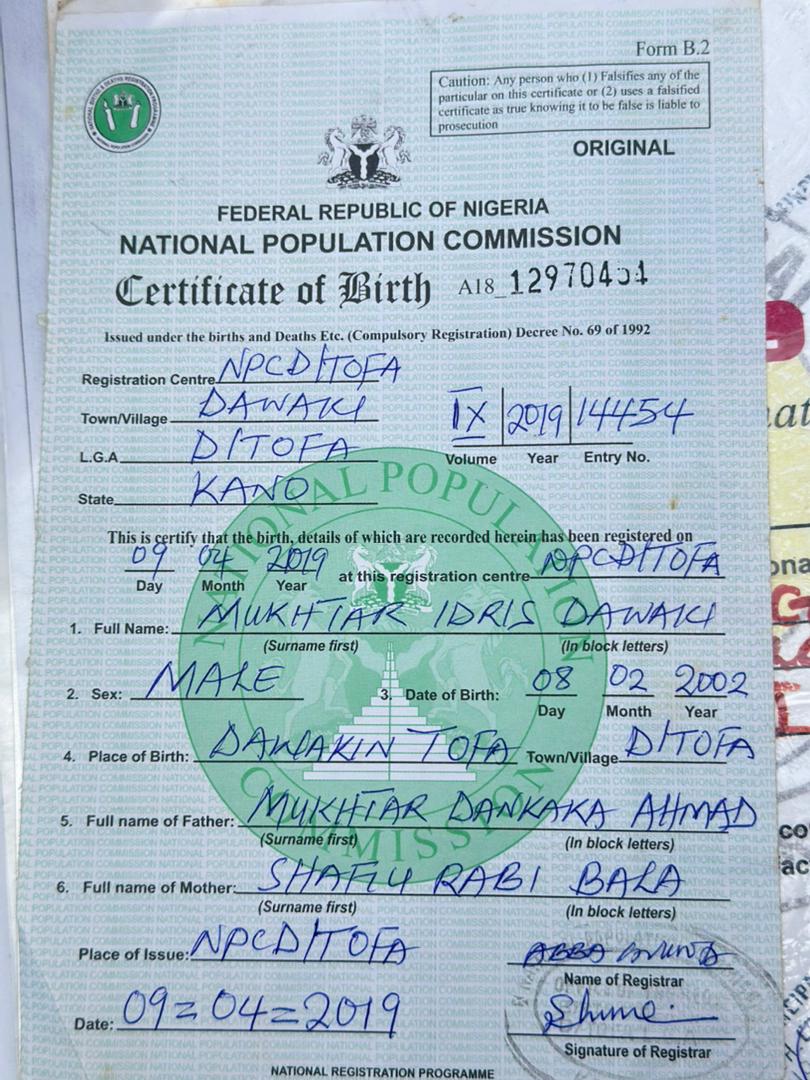 Form B.2
Caution: Any person who (1) Falsifies any of the
particular on this certificate or (2) uses a falsified
certificate as true knowing it to be false is liable to
prosecution
ORIGINAL
FEDERAL REPUBLIC OF NIGERIA
NATIONAL POPULATION COMMISSION
Certificate of Birth A18_129704
Issued under the births and Deaths Etc. (Compulsory Registration) Decree No. 69 of 1992
Registration Centre NPCD/TOFA
Town/Village DAWAKI
IX 2019 14454
L.G.A D/TOFA
Volume Year Entry No.
State KANO
NATIONAL POPULATION COMMISSION
This is certify that the birth, details of which are recorded herein has been registered on
09 04 2019 at this registration centre NPCD/TOFA
Day Month Year
1. Full Name: MUKHTAR IDRIS DAWAKI
(Surname first) (In block letters)
2. Sex: MALE 3. Date of Birth: 08 02 2002
Day Month Year
4. Place of Birth: DAWAKIN TOFA Town/Village D/TOFA
5. Full name of Father: MUKHTAR DANKAKA AHMAD
(Surname first) (In block letters)
6. Full name of Mother: SHAFIU RABI BALA
(Surname first) (In block letters)
Place of Issue: NPCD/TOFA ABBA
Name of Registrar
Date: 09=04=2019
Signature of Registrar
NATIONAL REGISTRATION PROGRAMME